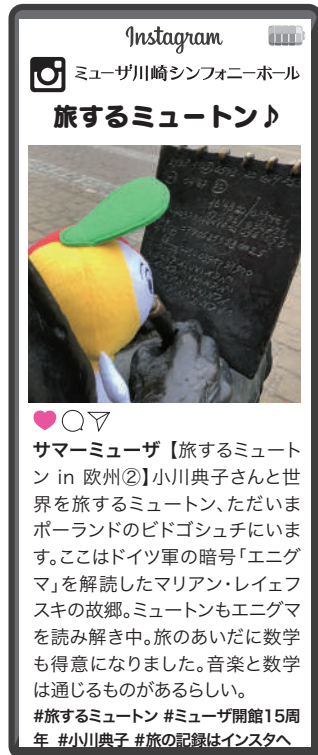 Instagram
ミューザ川崎シンフォニーホール
旅するミュートン♪
サマーミューザ【旅するミュート
ン in 欧州②】小川典子さんと世
界を旅するミュートン、ただいま
ポーランドのビドゴシュチにいま
す。ここはドイツ軍の暗号「エニグ
マ」を解読したマリアン・レイェフ
スキの故郷。ミュートンもエニグマ
を読み解き中。旅のあいだに数学
も得意になりました。音楽と数学
は通じるものがあるらしい。
#旅するミュートン #ミューザ開館15周
年 #小川典子 #旅の記録はインスタへ